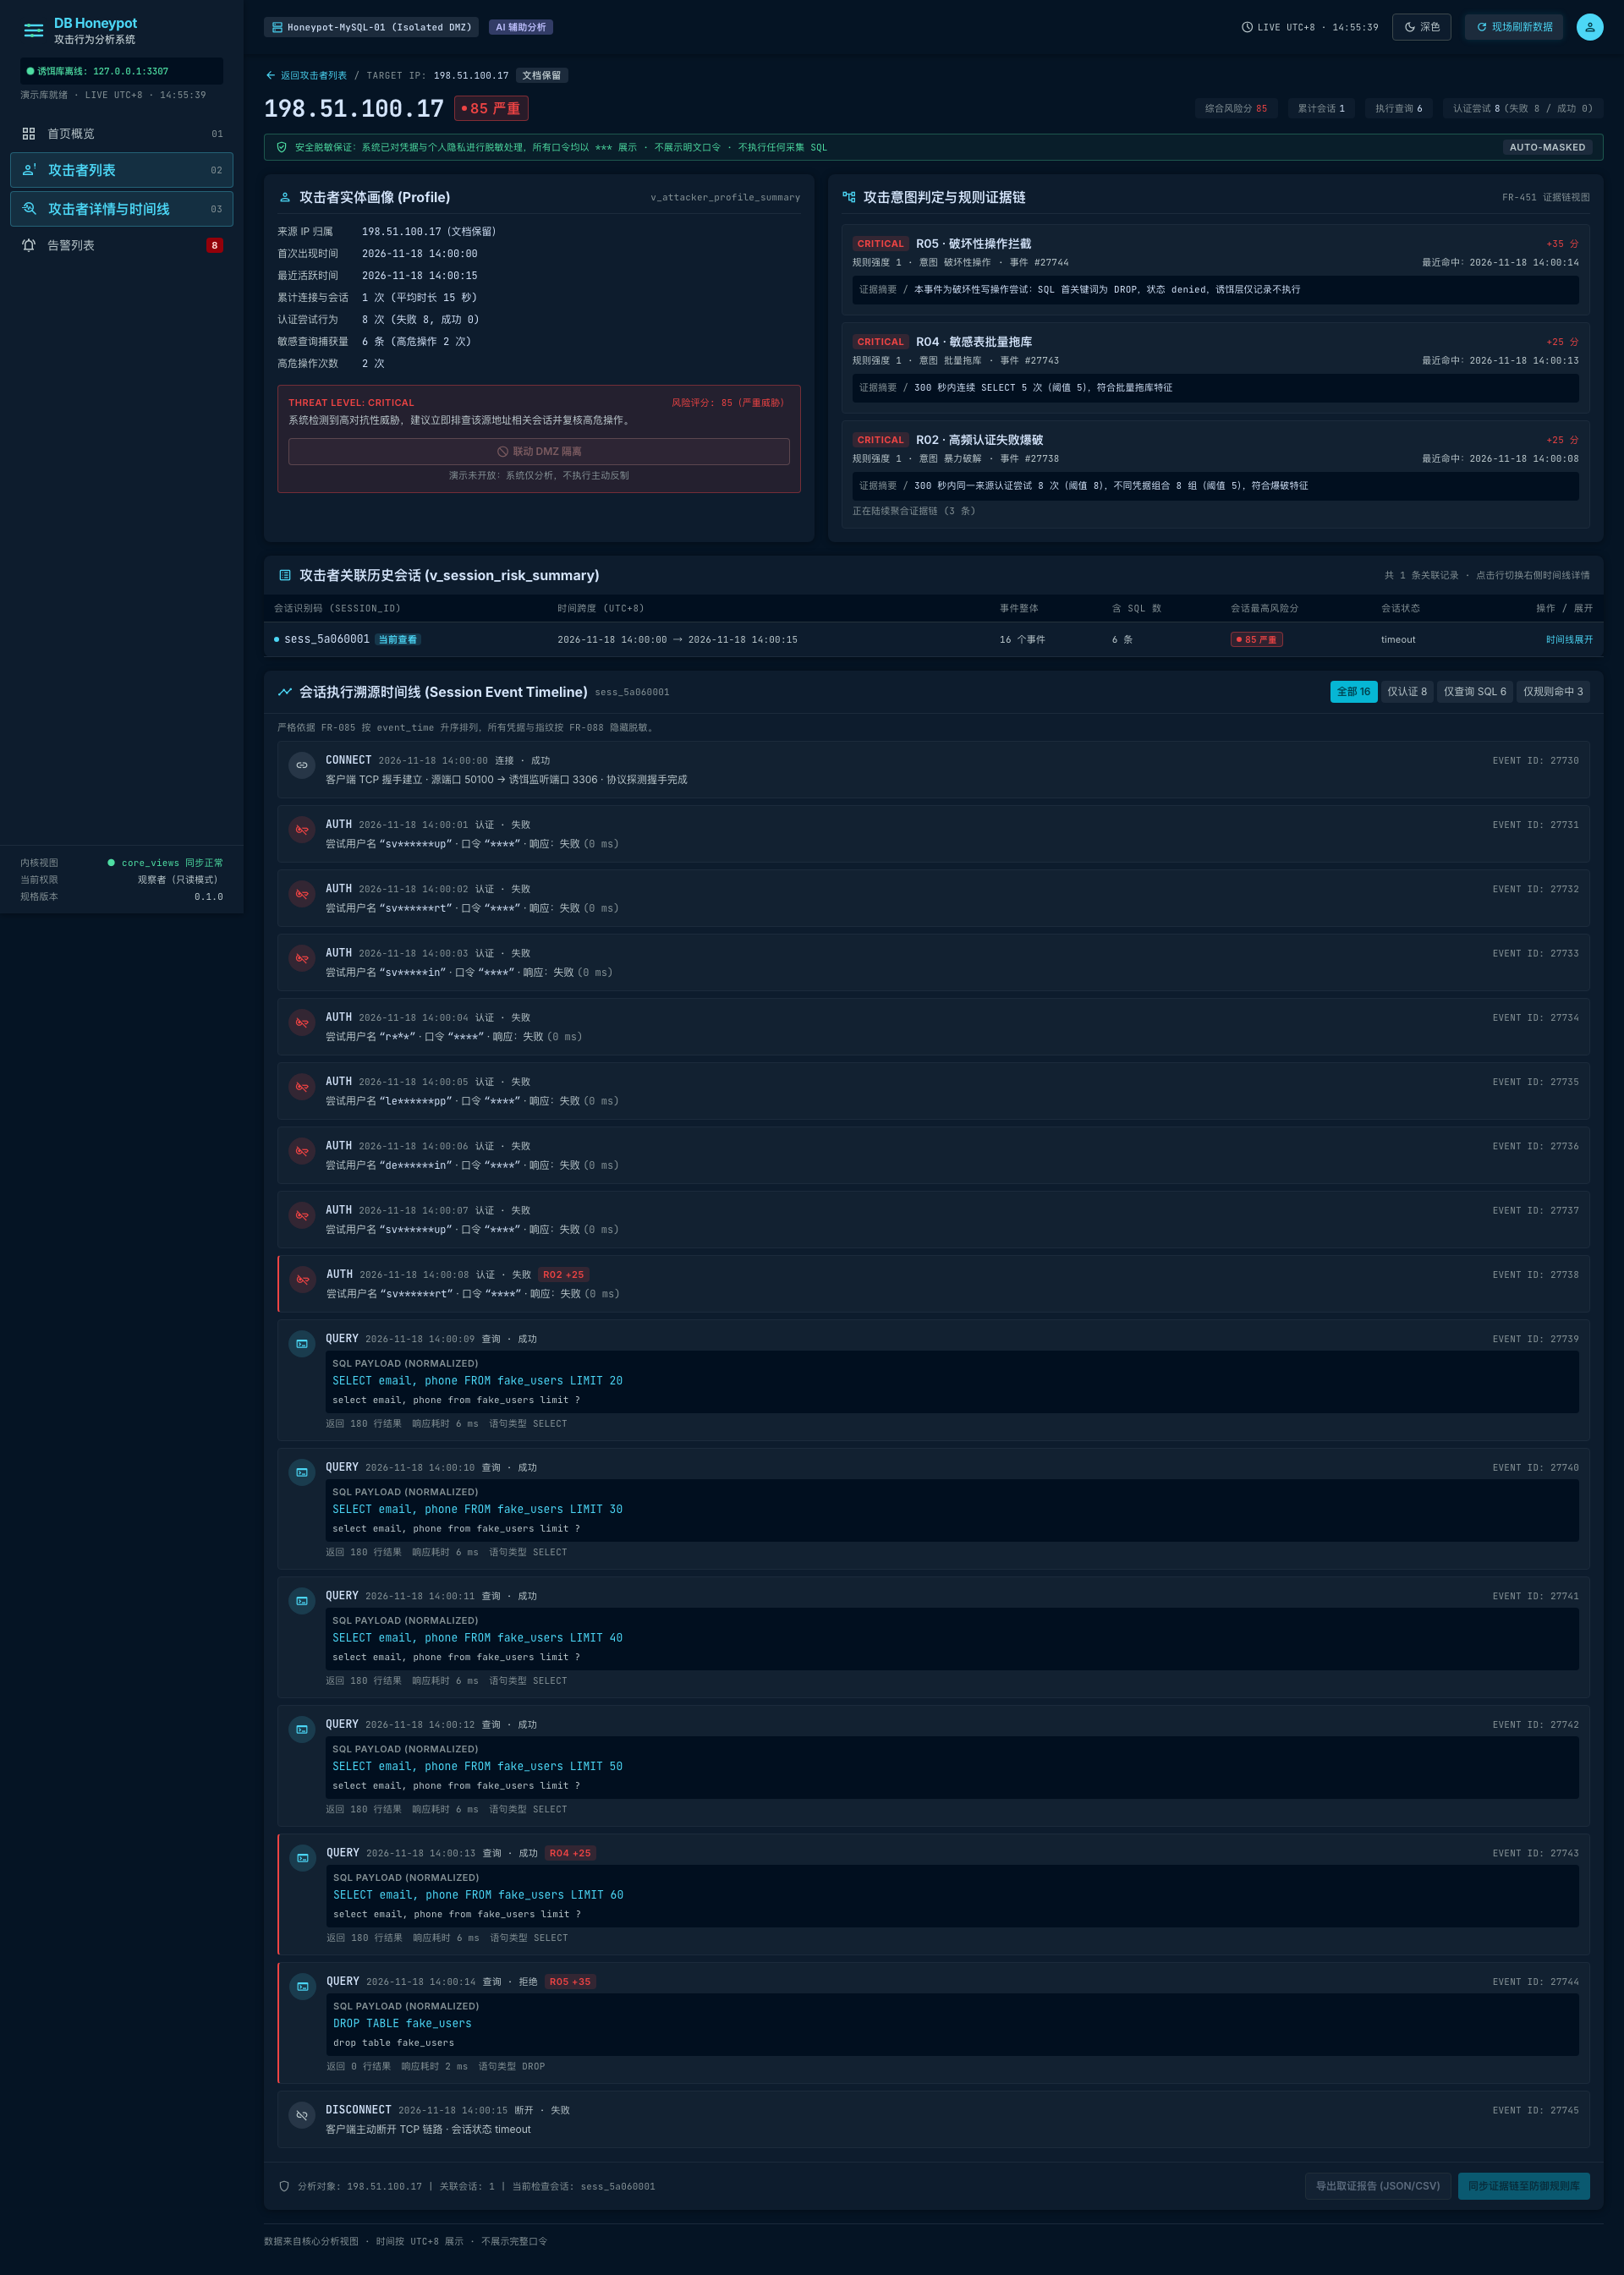 DB Honeypot
攻击行为分析系统
诱饵库离线: 127.0.0.1:3307
演示库就绪 · LIVE UTC+8 · 14:55:39
首页概览 01
攻击者列表 02
攻击者详情与时间线 03
告警列表 8
内核视图 core_views 同步正常
当前权限 观察者 (只读模式)
规格版本 0.1.0
Honeypot-MySQL-01 (Isolated DMZ) AI 辅助分析
LIVE UTC+8 · 14:55:39 深色 现场刷新数据
返回攻击者列表 / TARGET IP: 198.51.100.17 文档保留
198.51.100.17 85 严重
综合风险分 85 累计会话 1 执行查询 6 认证尝试 8 (失败 8 / 成功 0)
安全脱敏保证: 系统已对凭据与个人隐私进行脱敏处理, 所有口令均以 *** 展示 · 不展示明文口令 · 不执行任何采集 SQL AUTO-MASKED
攻击者实体画像 (Profile) v_attacker_profile_summary
来源 IP 归属 198.51.100.17 (文档保留)
首次出现时间 2026-11-18 14:00:00
最近活跃时间 2026-11-18 14:00:15
累计连接与会话 1 次 (平均时长 15 秒)
认证尝试行为 8 次 (失败 8, 成功 0)
敏感查询捕获量 6 条 (高危操作 2 次)
高危操作次数 2 次
THREAT LEVEL: CRITICAL 风险评分: 85 (严重威胁)
系统检测到高对抗性威胁, 建议立即排查该源地址相关会话并复核高危操作。
联动 DMZ 隔离
演示未开放: 系统仅分析, 不执行主动反制
攻击意图判定与规则证据链 FR-451 证据链视图
CRITICAL R05 · 破坏性操作拦截 +35 分
规则强度 1 · 意图 破坏性操作 · 事件 #27744 最近命中: 2026-11-18 14:00:14
证据摘要 / 本事件为破坏性写操作尝试: SQL 首关键词为 DROP, 状态 denied, 诱饵层仅记录不执行
CRITICAL R04 · 敏感表批量拖库 +25 分
规则强度 1 · 意图 批量拖库 · 事件 #27743 最近命中: 2026-11-18 14:00:13
证据摘要 / 300 秒内连续 SELECT 5 次 (阈值 5), 符合批量拖库特征
CRITICAL R02 · 高频认证失败爆破 +25 分
规则强度 1 · 意图 暴力破解 · 事件 #27738 最近命中: 2026-11-18 14:00:08
证据摘要 / 300 秒内同一来源认证尝试 8 次 (阈值 8), 不同凭据组合 8 组 (阈值 5), 符合爆破特征
正在陆续聚合证据链 (3 条)
攻击者关联历史会话 (v_session_risk_summary) 共 1 条关联记录 · 点击行切换右侧时间线详情
会话识别码 (SESSION_ID) 时间跨度 (UTC+8) 事件整体 含 SQL 数 会话最高风险分 会话状态 操作 / 展开
sess_5a060001 当前查看 2026-11-18 14:00:00 → 2026-11-18 14:00:15 16 个事件 6 条 85 严重 timeout 时间线展开
会话执行溯源时间线 (Session Event Timeline) sess_5a060001 全部 16 仅认证 8 仅查询 SQL 6 仅规则命中 3
严格依据 FR-085 按 event_time 升序排列, 所有凭据与指纹按 FR-088 隐藏脱敏。
CONNECT 2026-11-18 14:00:00 连接 · 成功 EVENT ID: 27730
客户端 TCP 握手建立 · 源端口 50100 → 诱饵监听端口 3306 · 协议探测握手完成
AUTH 2026-11-18 14:00:01 认证 · 失败 EVENT ID: 27731
尝试用户名 “sv******up” · 口令 “****” · 响应: 失败 (0 ms)
AUTH 2026-11-18 14:00:02 认证 · 失败 EVENT ID: 27732
尝试用户名 “sv******rt” · 口令 “****” · 响应: 失败 (0 ms)
AUTH 2026-11-18 14:00:03 认证 · 失败 EVENT ID: 27733
尝试用户名 “sv*****in” · 口令 “****” · 响应: 失败 (0 ms)
AUTH 2026-11-18 14:00:04 认证 · 失败 EVENT ID: 27734
尝试用户名 “r***” · 口令 “****” · 响应: 失败 (0 ms)
AUTH 2026-11-18 14:00:05 认证 · 失败 EVENT ID: 27735
尝试用户名 “le******pp” · 口令 “****” · 响应: 失败 (0 ms)
AUTH 2026-11-18 14:00:06 认证 · 失败 EVENT ID: 27736
尝试用户名 “de******in” · 口令 “****” · 响应: 失败 (0 ms)
AUTH 2026-11-18 14:00:07 认证 · 失败 EVENT ID: 27737
尝试用户名 “sv******up” · 口令 “****” · 响应: 失败 (0 ms)
AUTH 2026-11-18 14:00:08 认证 · 失败 R02 +25 EVENT ID: 27738
尝试用户名 “sv******rt” · 口令 “****” · 响应: 失败 (0 ms)
QUERY 2026-11-18 14:00:09 查询 · 成功 EVENT ID: 27739
SQL PAYLOAD (NORMALIZED)
SELECT email, phone FROM fake_users LIMIT 20
select email, phone from fake_users limit ?
返回 180 行结果 响应耗时 6 ms 语句类型 SELECT
QUERY 2026-11-18 14:00:10 查询 · 成功 EVENT ID: 27740
SQL PAYLOAD (NORMALIZED)
SELECT email, phone FROM fake_users LIMIT 30
select email, phone from fake_users limit ?
返回 180 行结果 响应耗时 6 ms 语句类型 SELECT
QUERY 2026-11-18 14:00:11 查询 · 成功 EVENT ID: 27741
SQL PAYLOAD (NORMALIZED)
SELECT email, phone FROM fake_users LIMIT 40
select email, phone from fake_users limit ?
返回 180 行结果 响应耗时 6 ms 语句类型 SELECT
QUERY 2026-11-18 14:00:12 查询 · 成功 EVENT ID: 27742
SQL PAYLOAD (NORMALIZED)
SELECT email, phone FROM fake_users LIMIT 50
select email, phone from fake_users limit ?
返回 180 行结果 响应耗时 6 ms 语句类型 SELECT
QUERY 2026-11-18 14:00:13 查询 · 成功 R04 +25 EVENT ID: 27743
SQL PAYLOAD (NORMALIZED)
SELECT email, phone FROM fake_users LIMIT 60
select email, phone from fake_users limit ?
返回 180 行结果 响应耗时 6 ms 语句类型 SELECT
QUERY 2026-11-18 14:00:14 查询 · 拒绝 R05 +35 EVENT ID: 27744
SQL PAYLOAD (NORMALIZED)
DROP TABLE fake_users
drop table fake_users
返回 0 行结果 响应耗时 2 ms 语句类型 DROP
DISCONNECT 2026-11-18 14:00:15 断开 · 失败 EVENT ID: 27745
客户端主动断开 TCP 链路 · 会话状态 timeout
分析对象: 198.51.100.17 | 关联会话: 1 | 当前检查会话: sess_5a060001 导出取证报告 (JSON/CSV) 同步证据链至防御规则库
数据来自核心分析视图 · 时间按 UTC+8 展示 · 不展示完整口令